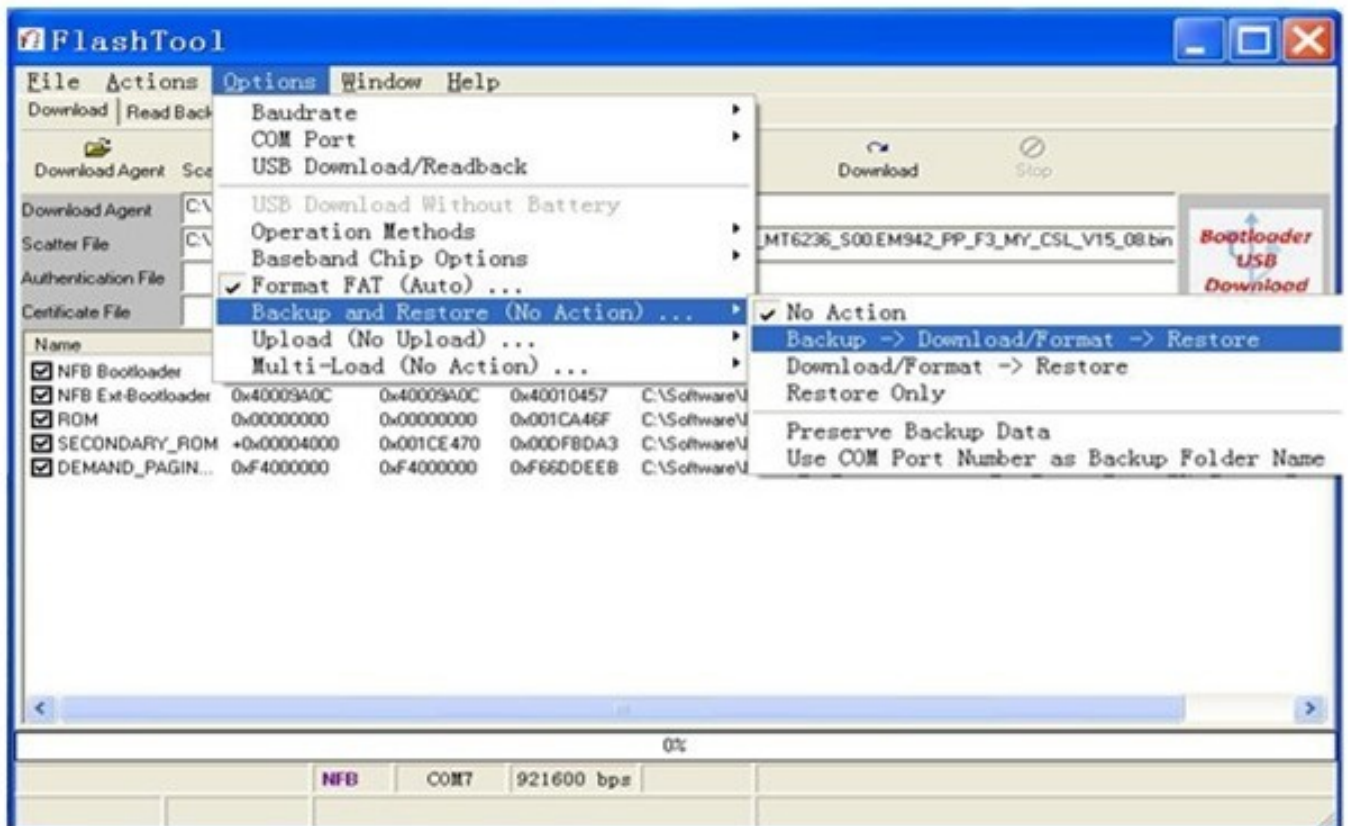 FlashTool
File Actions Options Window Help
Download Read Back
Baudrate
COM Port
USB Download/Readback
USB Download Without Battery
Operation Methods
Baseband Chip Options
Format FAT (Auto) ...
Backup and Restore (No Action) ...
Upload (No Upload) ...
Multi-Load (No Action) ...
No Action
Backup -> Download/Format -> Restore
Download/Format -> Restore
Restore Only
Preserve Backup Data
Use COM Port Number as Backup Folder Name
Download Agent Download Stop
Download Agent C:\
Scatter File C:\ _MT6236_S00.EM942_PP_F3_MY_CSL_V15_08.bin
Authentication File
Certificate File
Bootloader
USB
Download
Name
NFB Bootloader
NFB Ext-Bootloader 0x40009A0C 0x40009A0C 0x40010457 C:\Software\
ROM 0x00000000 0x00000000 0x001CA46F C:\Software\
SECONDARY_ROM +0x00004000 0x001CE470 0x00DFBDA3 C:\Software\
DEMAND_PAGIN... 0xF4000000 0xF4000000 0xF66DDEEB C:\Software\
0%
NFB COM7 921600 bps